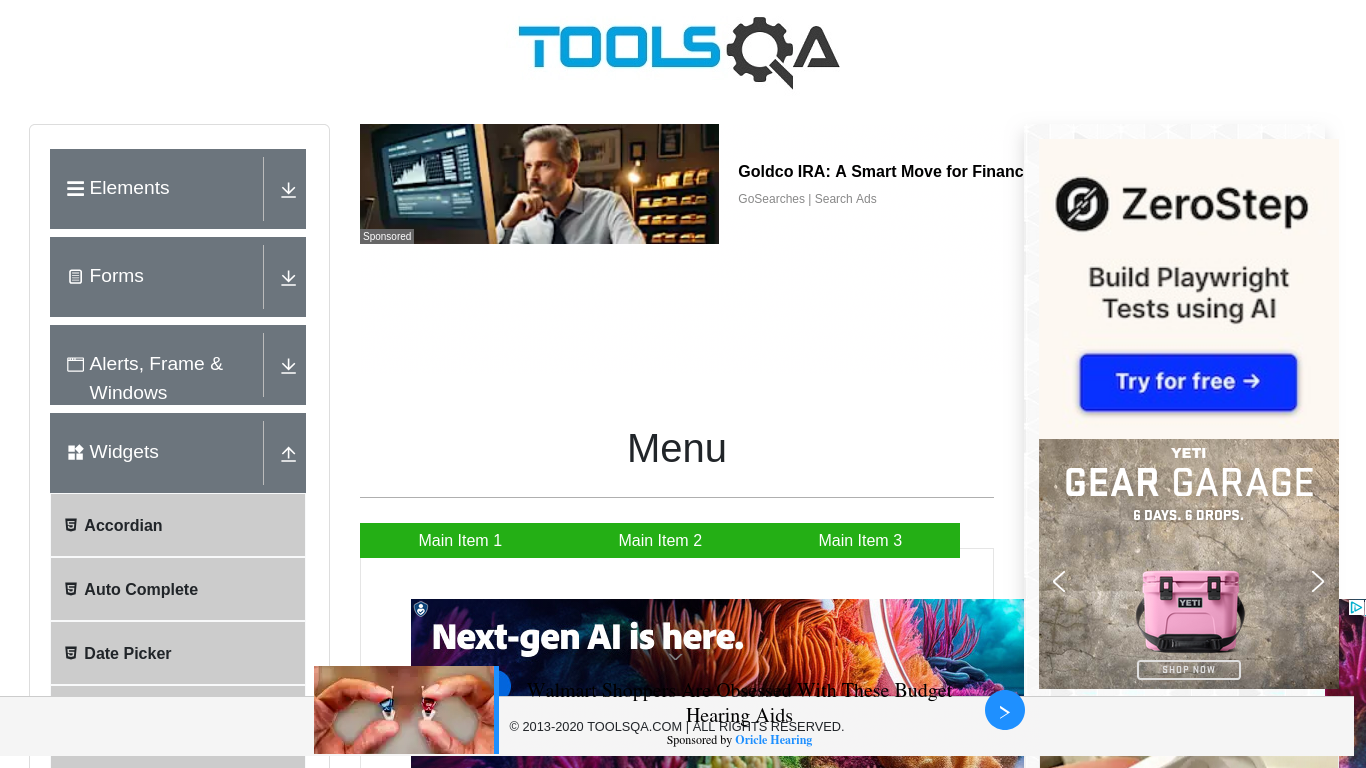 TOOLSQA
Elements
Forms
Alerts, Frame &
Windows
Widgets
Accordian
Auto Complete
Date Picker
Sponsored
Goldco IRA: A Smart Move for Financ
GoSearches | Search Ads
Menu
Main Item 1
Main Item 2
Main Item 3
Next-gen AI is here.
ZeroStep
Build Playwright
Tests using AI
Try for free →
YETI
GEAR GARAGE
6 DAYS. 6 DROPS.
YETI
SHOP NOW
Walmart Shoppers Are Obsessed With These Budget
Hearing Aids
© 2013-2020 TOOLSQA.COM | ALL RIGHTS RESERVED.
Sponsored by Oricle Hearing